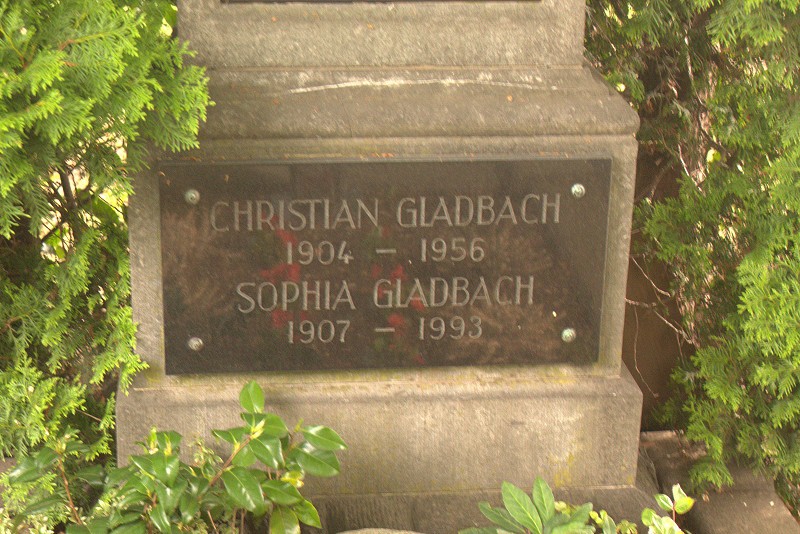 CHRISTIAN GLADBACH
1904 – 1956
SOPHIA GLADBACH
1907 – 1993